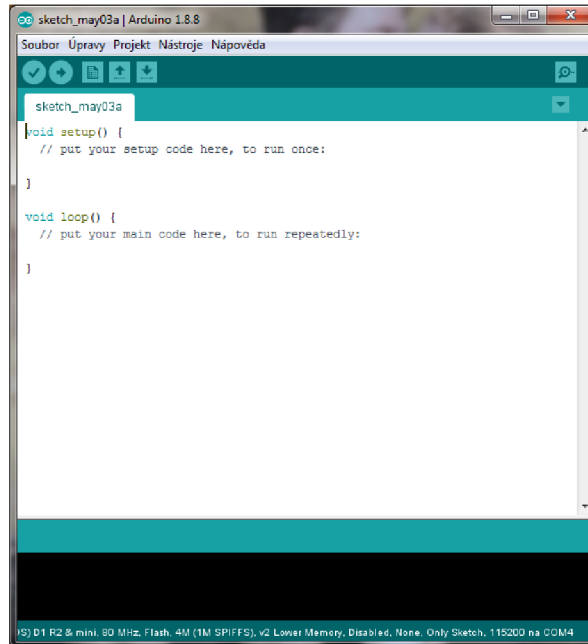 sketch_may03a | Arduino 1.8.8
Soubor Úpravy Projekt Nástroje Nápověda
sketch_may03a
void setup() {
  // put your setup code here, to run once:
}
void loop() {
  // put your main code here, to run repeatedly:
}
S) D1 R2 & mini, 80 MHz, Flash, 4M (1M SPIFFS), v2 Lower Memory, Disabled, None, Only Sketch, 115200 na COM4